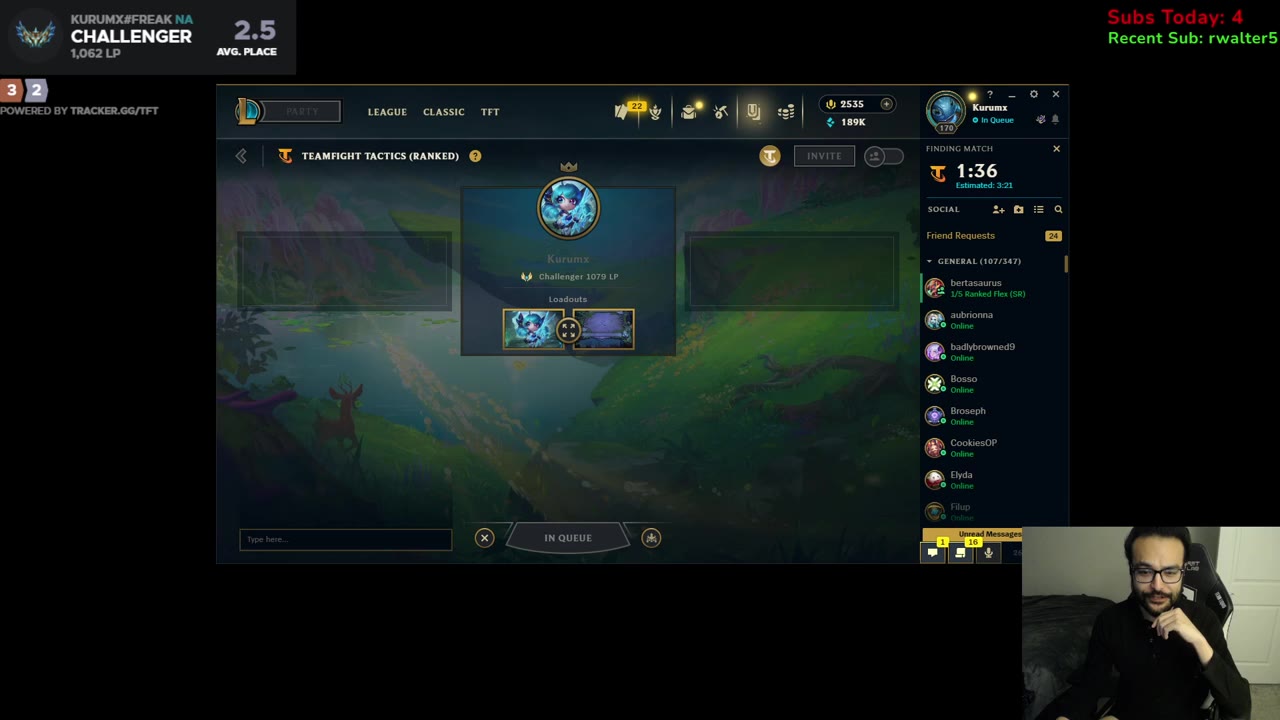 KURUMX#FREAK NA
CHALLENGER
1,062 LP
2.5
AVG. PLACE
3 2
POWERED BY TRACKER.GG/TFT
Subs Today: 4
Recent Sub: rwalter5
PARTY
LEAGUE
CLASSIC
TFT
22
2535
189K
170
Kurumx
In Queue
TEAMFIGHT TACTICS (RANKED)
INVITE
FINDING MATCH
1:36
Estimated: 3:21
SOCIAL
Friend Requests
24
GENERAL (107/347)
bertasaurus
1/5 Ranked Flex (SR)
aubrionna
Online
badlybrowned9
Online
Bosso
Online
Broseph
Online
CookiesOP
Online
Elyda
Online
Filup
Online
Unread Messages
1
16
Kurumx
Challenger 1079 LP
Loadouts
Type here...
IN QUEUE